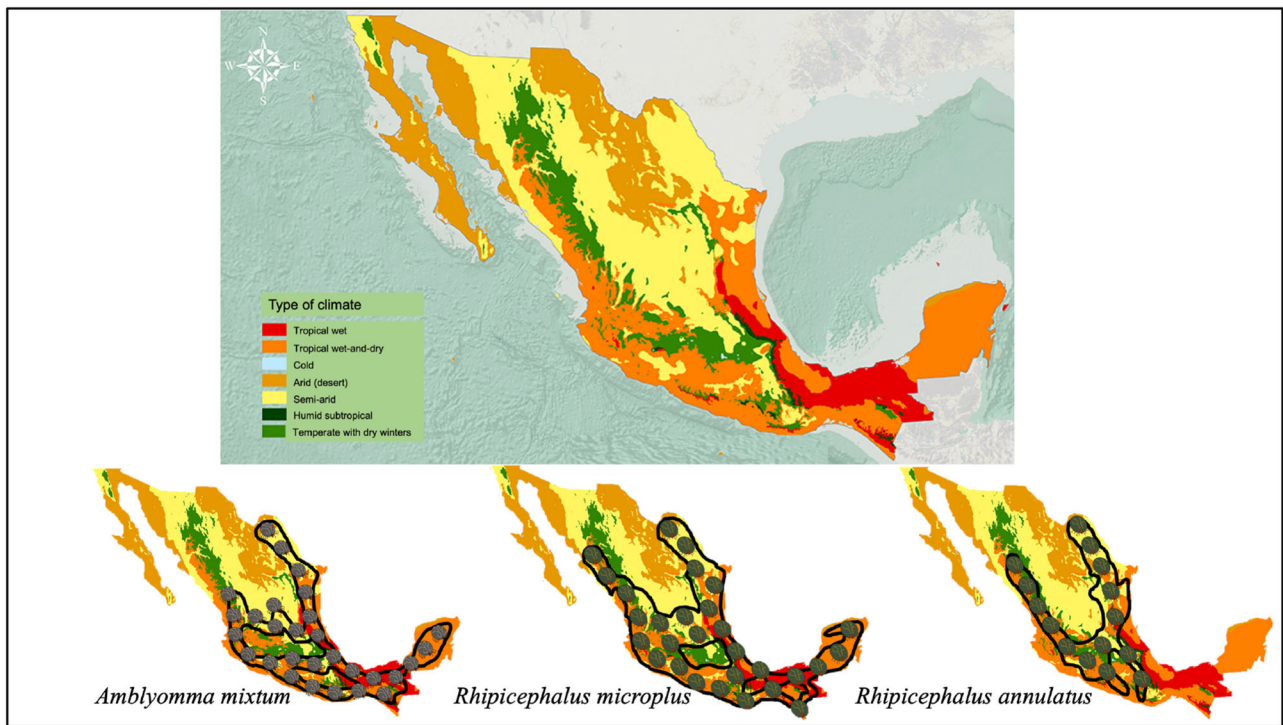 N
W E
S
Type of climate
Tropical wet
Tropical wet-and-dry
Cold
Arid (desert)
Semi-arid
Humid subtropical
Temperate with dry winters
Amblyomma mixtum
Rhipicephalus microplus
Rhipicephalus annulatus